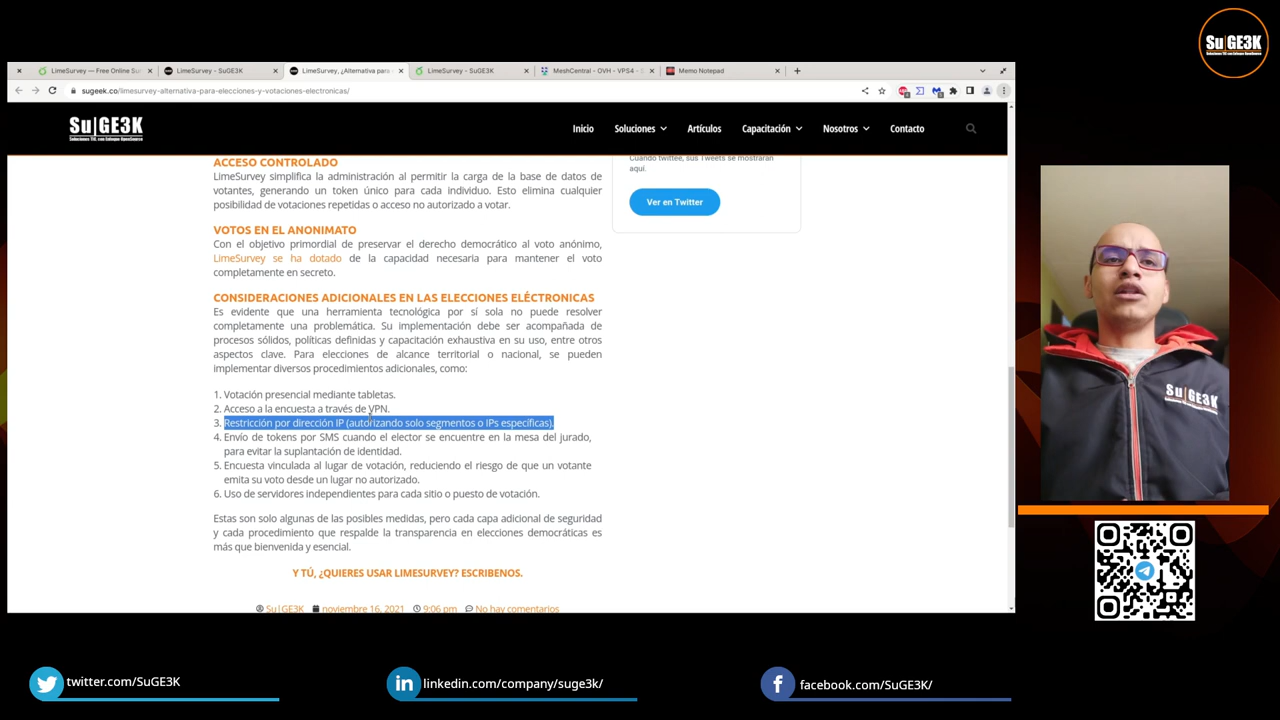 Su|GE3K
Soluciones TIC con Enfoque OpenSource
LimeSurvey — Free Online Su
LimeSurvey - SuGE3K
LimeSurvey, ¿Alternativa para
LimeSurvey - SuGE3K
MeshCentral - OVH - VPS4 - S
Memo Notepad
sugeek.co/limesurvey-alternativa-para-elecciones-y-votaciones-electronicas/
Su|GE3K
Soluciones TIC con Enfoque OpenSource
Inicio
Soluciones
Artículos
Capacitación
Nosotros
Contacto
ACCESO CONTROLADO
LimeSurvey simplifica la administración al permitir la carga de la base de datos de
votantes, generando un token único para cada individuo. Esto elimina cualquier
posibilidad de votaciones repetidas o acceso no autorizado a votar.
VOTOS EN EL ANONIMATO
Con el objetivo primordial de preservar el derecho democrático al voto anónimo,
LimeSurvey se ha dotado de la capacidad necesaria para mantener el voto
completamente en secreto.
CONSIDERACIONES ADICIONALES EN LAS ELECCIONES ELÉCTRONICAS
Es evidente que una herramienta tecnológica por sí sola no puede resolver
completamente una problemática. Su implementación debe ser acompañada de
procesos sólidos, políticas definidas y capacitación exhaustiva en su uso, entre otros
aspectos clave. Para elecciones de alcance territorial o nacional, se pueden
implementar diversos procedimientos adicionales, como:
1. Votación presencial mediante tabletas.
2. Acceso a la encuesta a través de VPN.
3. Restricción por dirección IP (autorizando solo segmentos o IPs específicas).
4. Envío de tokens por SMS cuando el elector se encuentre en la mesa del jurado,
para evitar la suplantación de identidad.
5. Encuesta vinculada al lugar de votación, reduciendo el riesgo de que un votante
emita su voto desde un lugar no autorizado.
6. Uso de servidores independientes para cada sitio o puesto de votación.
Estas son solo algunas de las posibles medidas, pero cada capa adicional de seguridad
y cada procedimiento que respalde la transparencia en elecciones democráticas es
más que bienvenida y esencial.
Y TÚ, ¿QUIERES USAR LIMESURVEY? ESCRIBENOS.
Su|GE3K noviembre 16, 2021 9:06 pm No hay comentarios
Cuando twittee, sus Tweets se mostrarán
aquí.
Ver en Twitter
Su|GE3K
twitter.com/SuGE3K
linkedin.com/company/suge3k/
facebook.com/SuGE3K/